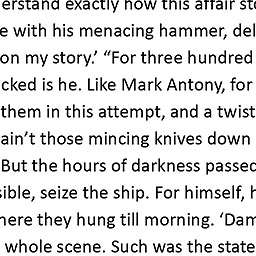 erstand exactly how this affair sto
e with his menacing hammer, del
on my story.’ “For three hundred
cked is he. Like Mark Antony, for
them in this attempt, and a twist
ain’t those mincing knives down
But the hours of darkness passed
sible, seize the ship. For himself, h
here they hung till morning. ‘Dam
whole scene. Such was the state